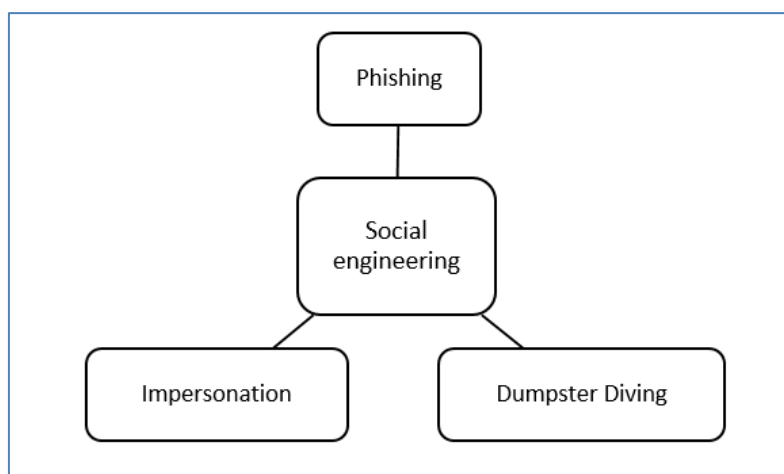 Phishing
Social
engineering
Impersonation
Dumpster Diving